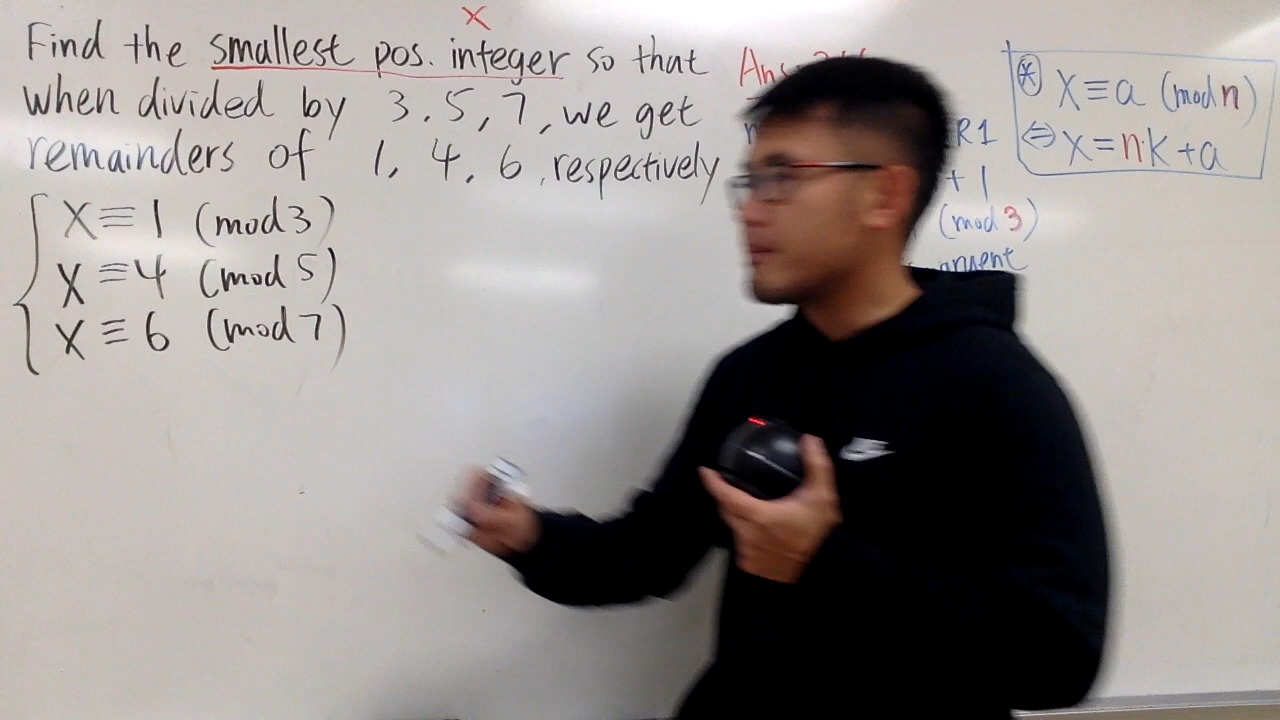 x
Find the smallest pos. integer so that
when divided by 3, 5, 7, we get
remainders of 1, 4, 6, respectively
x ≡ 1 (mod 3)
x ≡ 4 (mod 5)
x ≡ 6 (mod 7)
Ans
R1
+ 1
(mod 3)
⊛ x ≡ a (mod n)
⇔ x = n·k + a